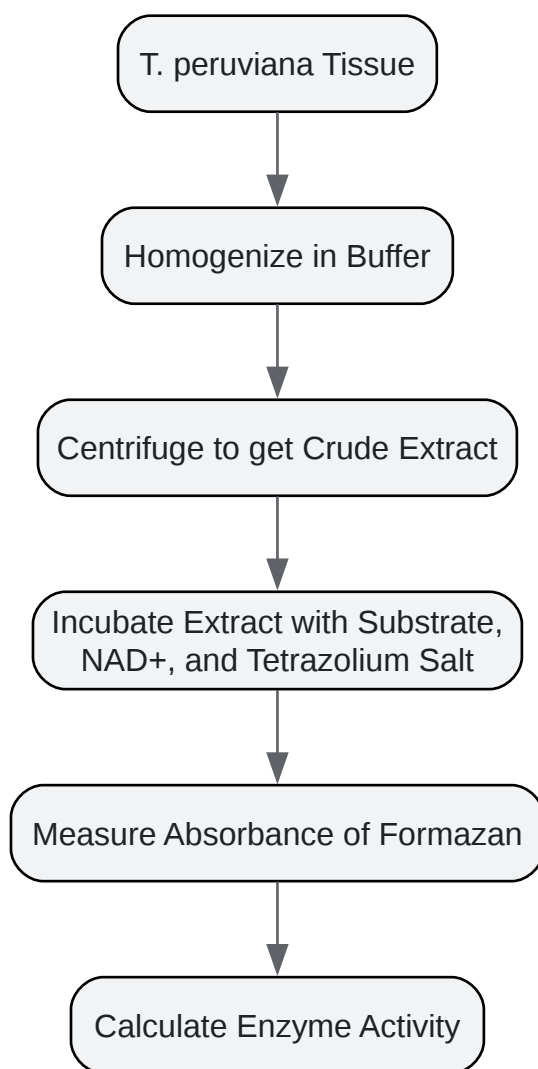 T. peruviana Tissue
Homogenize in Buffer
Centrifuge to get Crude Extract
Incubate Extract with Substrate,
NAD+, and Tetrazolium Salt
Measure Absorbance of Formazan
Calculate Enzyme Activity